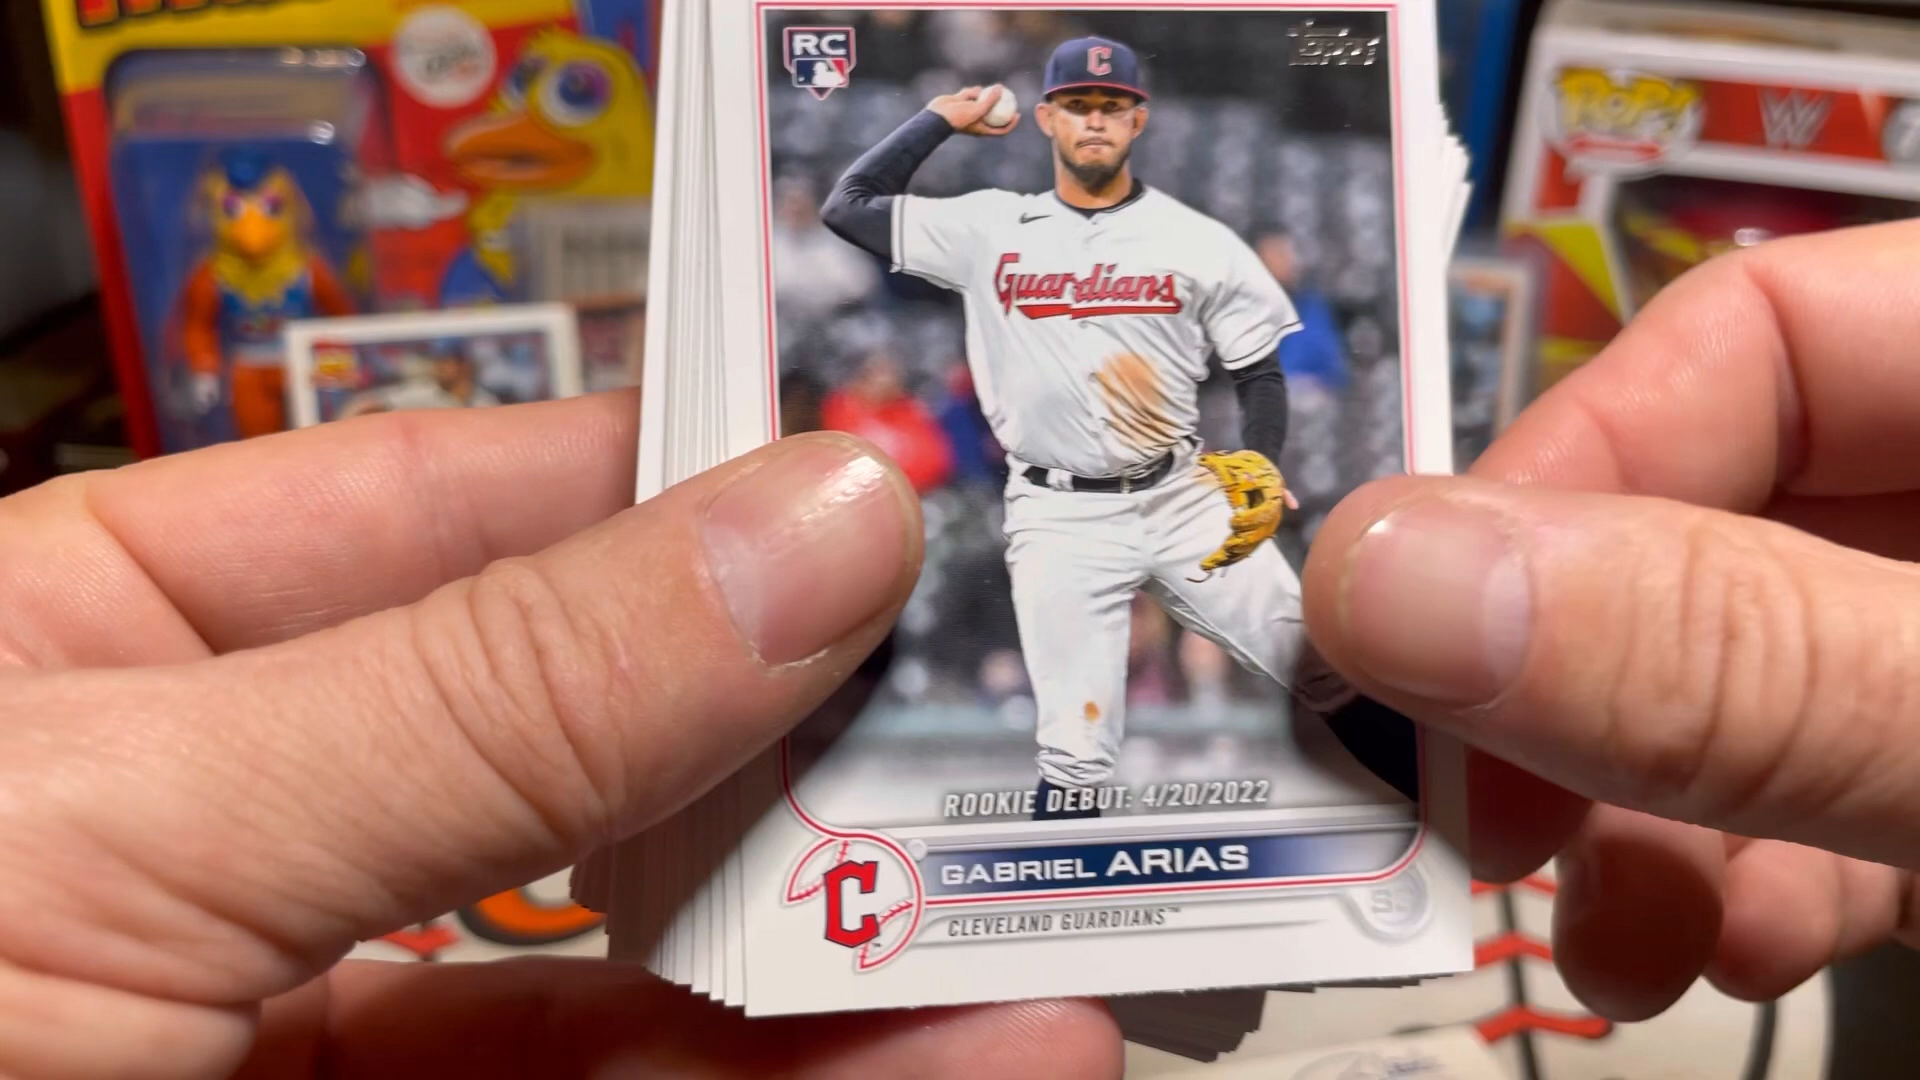 RC
Topps
C
Guardians
POP!
W
ROOKIE DEBUT: 4/20/2022
GABRIEL ARIAS
C
CLEVELAND GUARDIANS™
SS